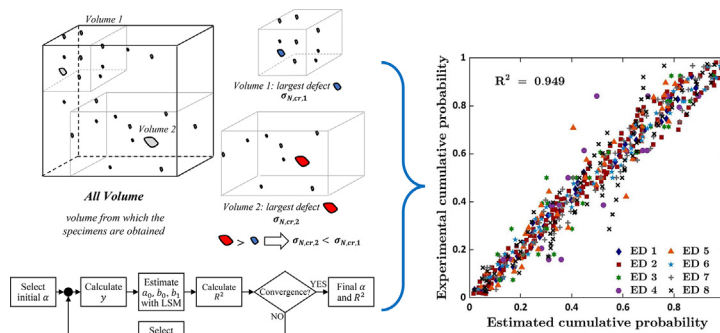 Volume 1
Volume 2
All Volume
volume from which the
specimens are obtained
Volume 1: largest defect
σN,cr,1
Volume 2: largest defect
σN,cr,2
> σN,cr,2 < σN,cr,1
Select
initial α
Calculate
y
Estimate
a0, b0, b1
with LSM
Calculate
R²
Convergence?
YES
NO
Final α
and R²
Select
R² = 0.949
Experimental cumulative probability
1
0.8
0.6
0.4
0.2
0
0
0.4
0.6
0.8
Estimated cumulative probability
ED 1
ED 2
ED 3
ED 4
ED 5
ED 6
ED 7
ED 8